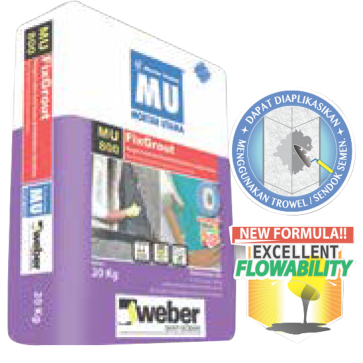 MU
MORTAR UTAMA
MU
800
FixGrout
20 Kg
weber
SAINT-GOBAIN
MU
800
FixGrout
MU
weber
20 Kg
DAPAT DIAPLIKASIKAN
MENGGUNAKAN TROWEL / SENDOK SEMEN
NEW FORMULA!!
EXCELLENT
FLOWABILITY